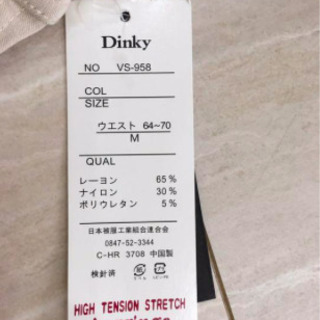 Dinky
NO VS-958
COL
SIZE
ウエスト 64~70
M
QUAL
レーヨン 65%
ナイロン 30%
ポリウレタン 5%
日本被服工業組合連合会
0847-52-3344
C-HR 3708 中国製
検針済
HIGH TENSION STRETCH